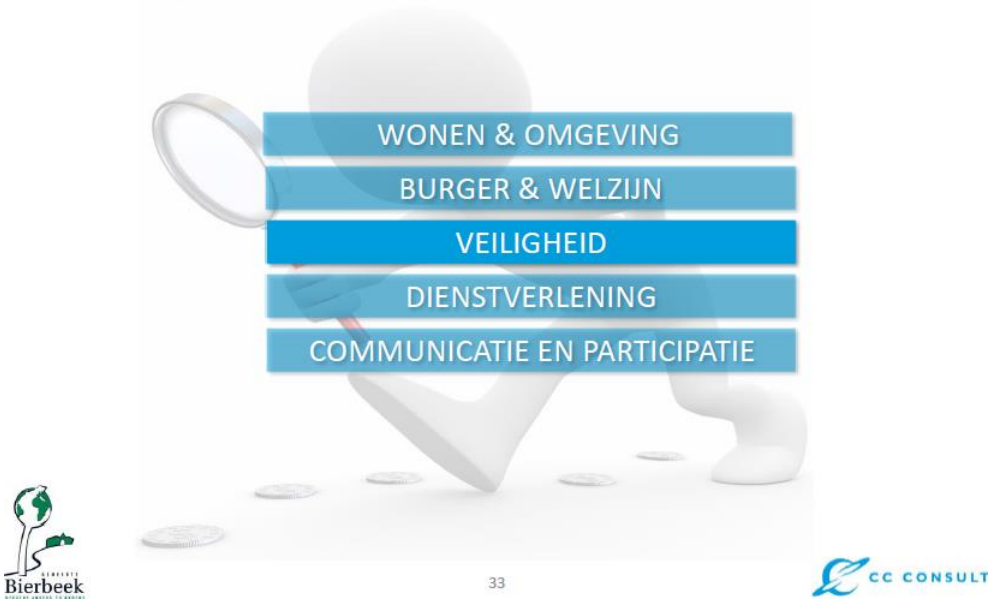 WONEN & OMGEVING
BURGER & WELZIJN
VEILIGHEID
DIENSTVERLENING
COMMUNICATIE EN PARTICIPATIE
GEMEENTE
Bierbeek
33
CC CONSULT